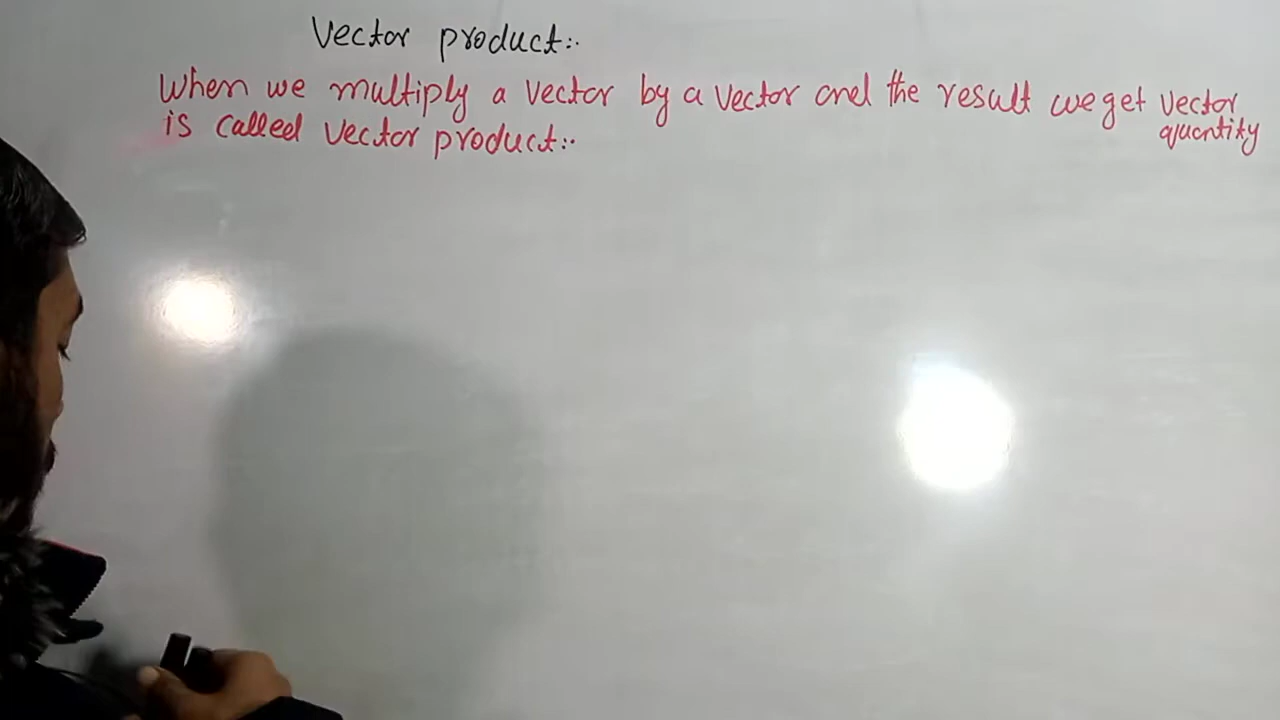 Vector product:-
When we multiply a vector by a vector and the result we get vector quantity
is called vector product:-